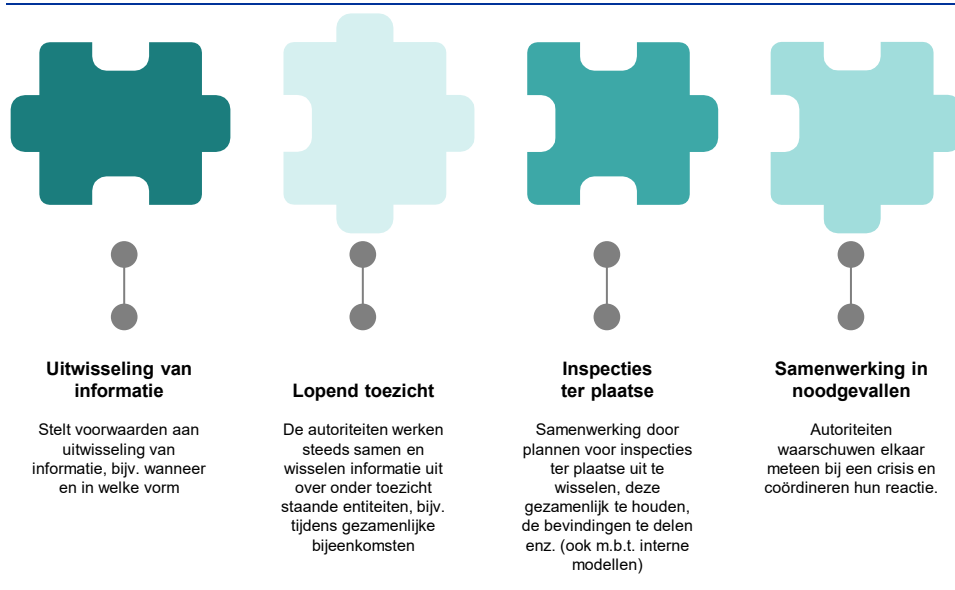 Uitwisseling van
informatie
Stelt voorwaarden aan
uitwisseling van
informatie, bijv. wanneer
en in welke vorm
Lopend toezicht
De autoriteiten werken
steeds samen en
wisselen informatie uit
over onder toezicht
staande entiteiten, bijv.
tijdens gezamenlijke
bijeenkomsten
Inspecties
ter plaatse
Samenwerking door
plannen voor inspecties
ter plaatse uit te
wisselen, deze
gezamenlijk te houden,
de bevindingen te delen
enz. (ook m.b.t. interne
modellen)
Samenwerking in
noodgevallen
Autoriteiten
waarschuwen elkaar
meteen bij een crisis en
coördineren hun reactie.